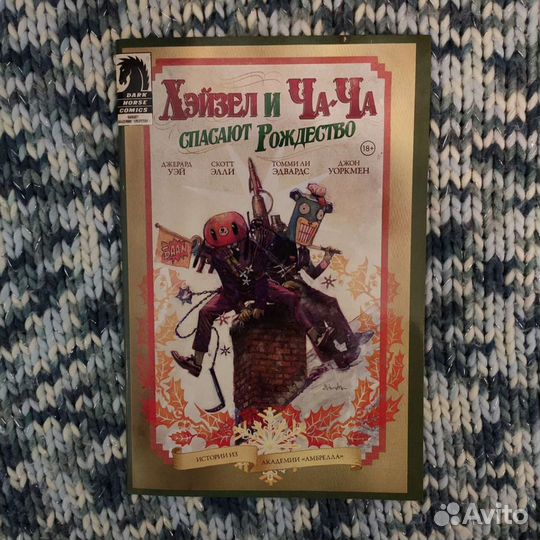 DARK
HORSE
COMICS
Хэйзел и Ча-Ча
спасают Рождество
18+
ДЖЕРАРД
УЭЙ
СКОТТ
ЭЛЛИ
ТОММИ ЛИ
ЭДВАРДС
ДЖОН
УОРКМЕН
BAAM!
ИСТОРИИ ИЗ
АКАДЕМИИ «АМБРЕЛЛА»
Avito